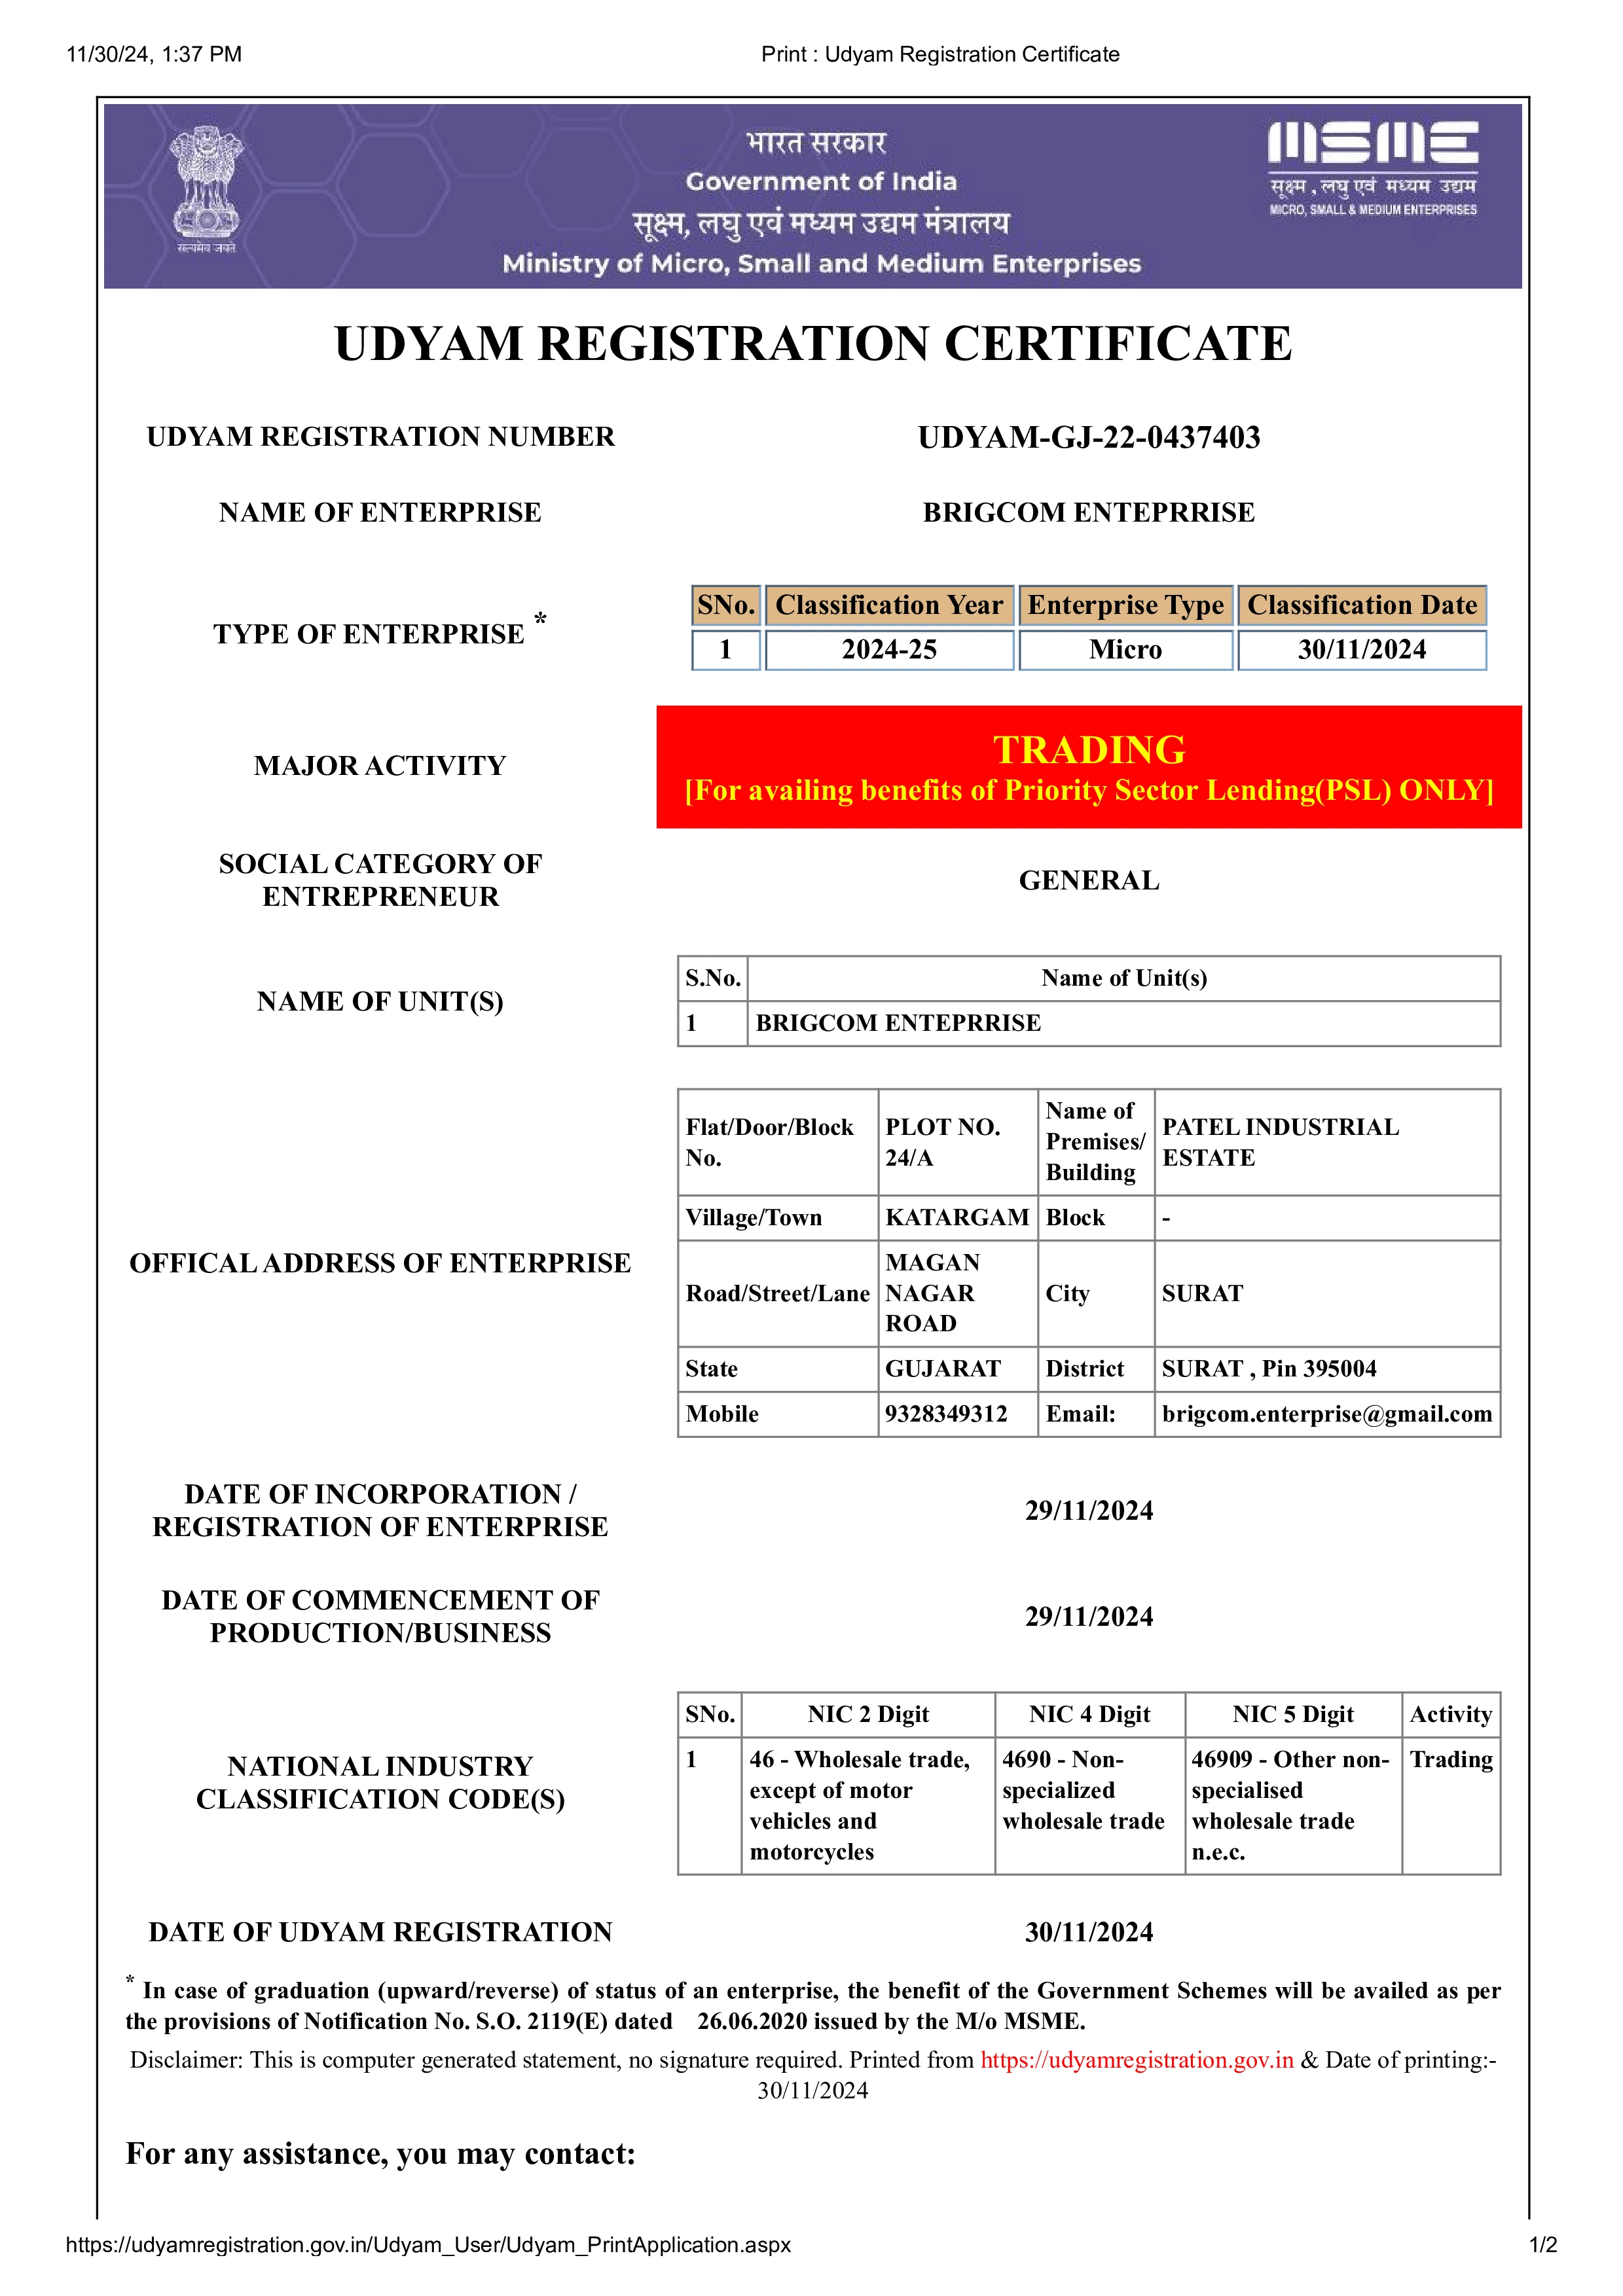 11/30/24, 1:37 PM
Print : Udyam Registration Certificate
भारत सरकार
Government of India
सूक्ष्म, लघु एवं मध्यम उद्यम मंत्रालय
Ministry of Micro, Small and Medium Enterprises
सत्यमेव जयते
MSME
सूक्ष्म , लघु एवं मध्यम उद्यम
MICRO, SMALL & MEDIUM ENTERPRISES
UDYAM REGISTRATION CERTIFICATE
UDYAM REGISTRATION NUMBER
UDYAM-GJ-22-0437403
NAME OF ENTERPRISE
BRIGCOM ENTEPRRISE
TYPE OF ENTERPRISE *
SNo. Classification Year Enterprise Type Classification Date
1 2024-25 Micro 30/11/2024
MAJOR ACTIVITY
TRADING
[For availing benefits of Priority Sector Lending(PSL) ONLY]
SOCIAL CATEGORY OF
ENTREPRENEUR
GENERAL
NAME OF UNIT(S)
S.No. Name of Unit(s)
1 BRIGCOM ENTEPRRISE
OFFICAL ADDRESS OF ENTERPRISE
Flat/Door/Block
No.
PLOT NO.
24/A
Name of
Premises/
Building
PATEL INDUSTRIAL
ESTATE
Village/Town KATARGAM Block -
Road/Street/Lane
MAGAN
NAGAR
ROAD
City SURAT
State GUJARAT District SURAT , Pin 395004
Mobile 9328349312 Email: brigcom.enterprise@gmail.com
DATE OF INCORPORATION /
REGISTRATION OF ENTERPRISE
29/11/2024
DATE OF COMMENCEMENT OF
PRODUCTION/BUSINESS
29/11/2024
NATIONAL INDUSTRY
CLASSIFICATION CODE(S)
SNo. NIC 2 Digit NIC 4 Digit NIC 5 Digit Activity
1
46 - Wholesale trade,
except of motor
vehicles and
motorcycles
4690 - Non-
specialized
wholesale trade
46909 - Other non-
specialised
wholesale trade
n.e.c.
Trading
DATE OF UDYAM REGISTRATION
30/11/2024
* In case of graduation (upward/reverse) of status of an enterprise, the benefit of the Government Schemes will be availed as per
the provisions of Notification No. S.O. 2119(E) dated 26.06.2020 issued by the M/o MSME.
Disclaimer: This is computer generated statement, no signature required. Printed from https://udyamregistration.gov.in & Date of printing:-
30/11/2024
For any assistance, you may contact:
https://udyamregistration.gov.in/Udyam_User/Udyam_PrintApplication.aspx
1/2